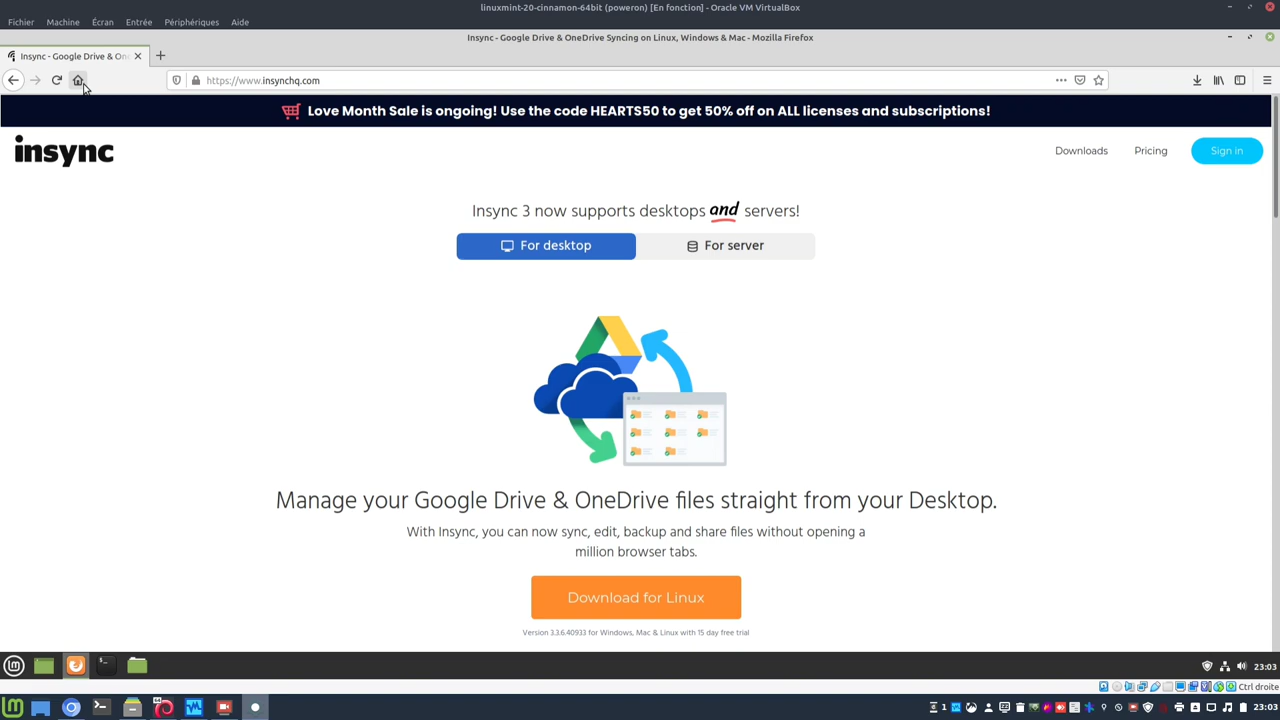 linuxmint-20-cinnamon-64bit (poweron) [En fonction] - Oracle VM VirtualBox
Fichier Machine Écran Entrée Périphériques Aide
Insync - Google Drive & OneDrive Syncing on Linux, Windows & Mac - Mozilla Firefox
Insync - Google Drive & On
https://www.insynchq.com
Love Month Sale is ongoing! Use the code HEARTS50 to get 50% off on ALL licenses and subscriptions!
insync
Downloads Pricing Sign in
Insync 3 now supports desktops and servers!
For desktop For server
Manage your Google Drive & OneDrive files straight from your Desktop.
With Insync, you can now sync, edit, backup and share files without opening a
million browser tabs.
Download for Linux
Version 3.3.6.40933 for Windows, Mac & Linux with 15 day free trial
23:03
Ctrl droite
1 23:03